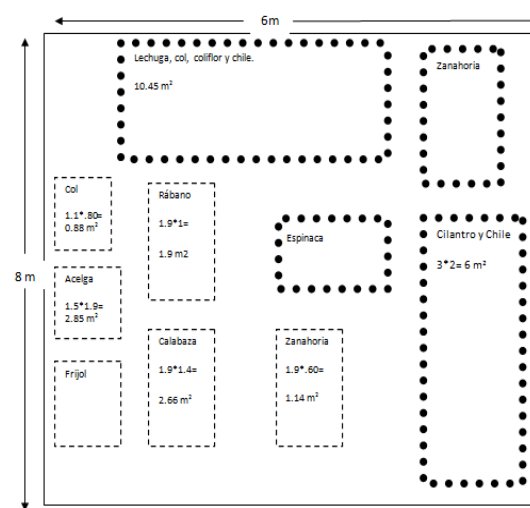 6m
Lechuga, col, coliflor y chile.
10.45 m²
Zanahoria
Col
1.1*.80=
0.88 m²
Rábano
1.9*1=
1.9 m2
Espinaca
Cilantro y Chile
3*2= 6 m²
8 m
Acelga
1.5*1.9=
2.85 m²
Frijol
Calabaza
1.9*1.4=
2.66 m²
Zanahoria
1.9*.60=
1.14 m²